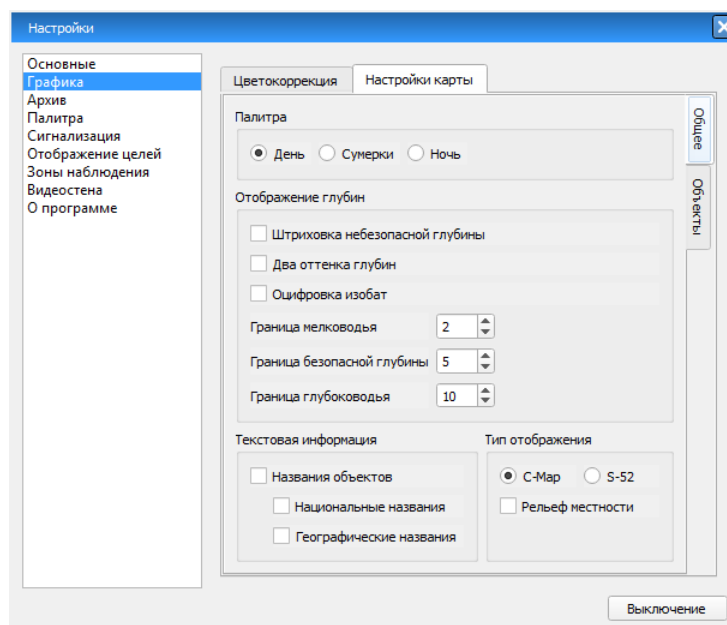 Настройки
Основные
Графика
Архив
Палитра
Сигнализация
Отображение целей
Зоны наблюдения
Видеостена
О программе
Цветокоррекция
Настройки карты
Общее
Объекты
Палитра
День Сумерки Ночь
Отображение глубин
Штриховка небезопасной глубины
Два оттенка глубин
Оцифровка изобат
Граница мелководья 2
Граница безопасной глубины 5
Граница глубоководья 10
Текстовая информация
Названия объектов
Национальные названия
Географические названия
Тип отображения
C-Map S-52
Рельеф местности
Выключение